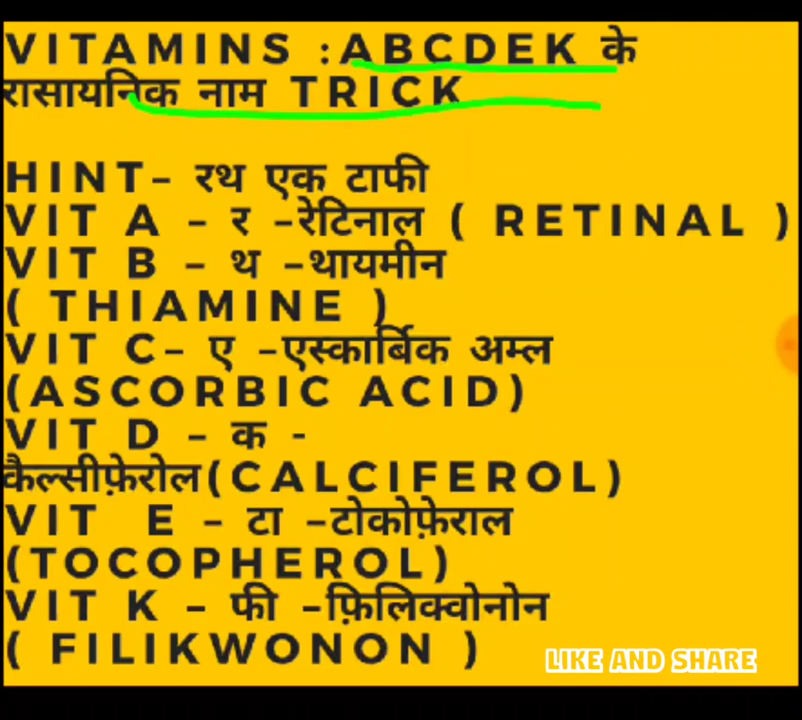 VITAMINS :ABCDEK के
रासायनिक नाम TRICK
HINT- रथ एक टाफी
VIT A - र -रेटिनाल ( RETINAL )
VIT B - थ -थायमीन
( THIAMINE )
VIT C- ए -एस्कार्बिक अम्ल
(ASCORBIC ACID)
VIT D - क -
कैल्सीफ़ेरोल(CALCIFEROL)
VIT E - टा -टोकोफ़ेराल
(TOCOPHEROL)
VIT K - फी -फ़िलिक्वोनोन
( FILIKWONON )
LIKE AND SHARE